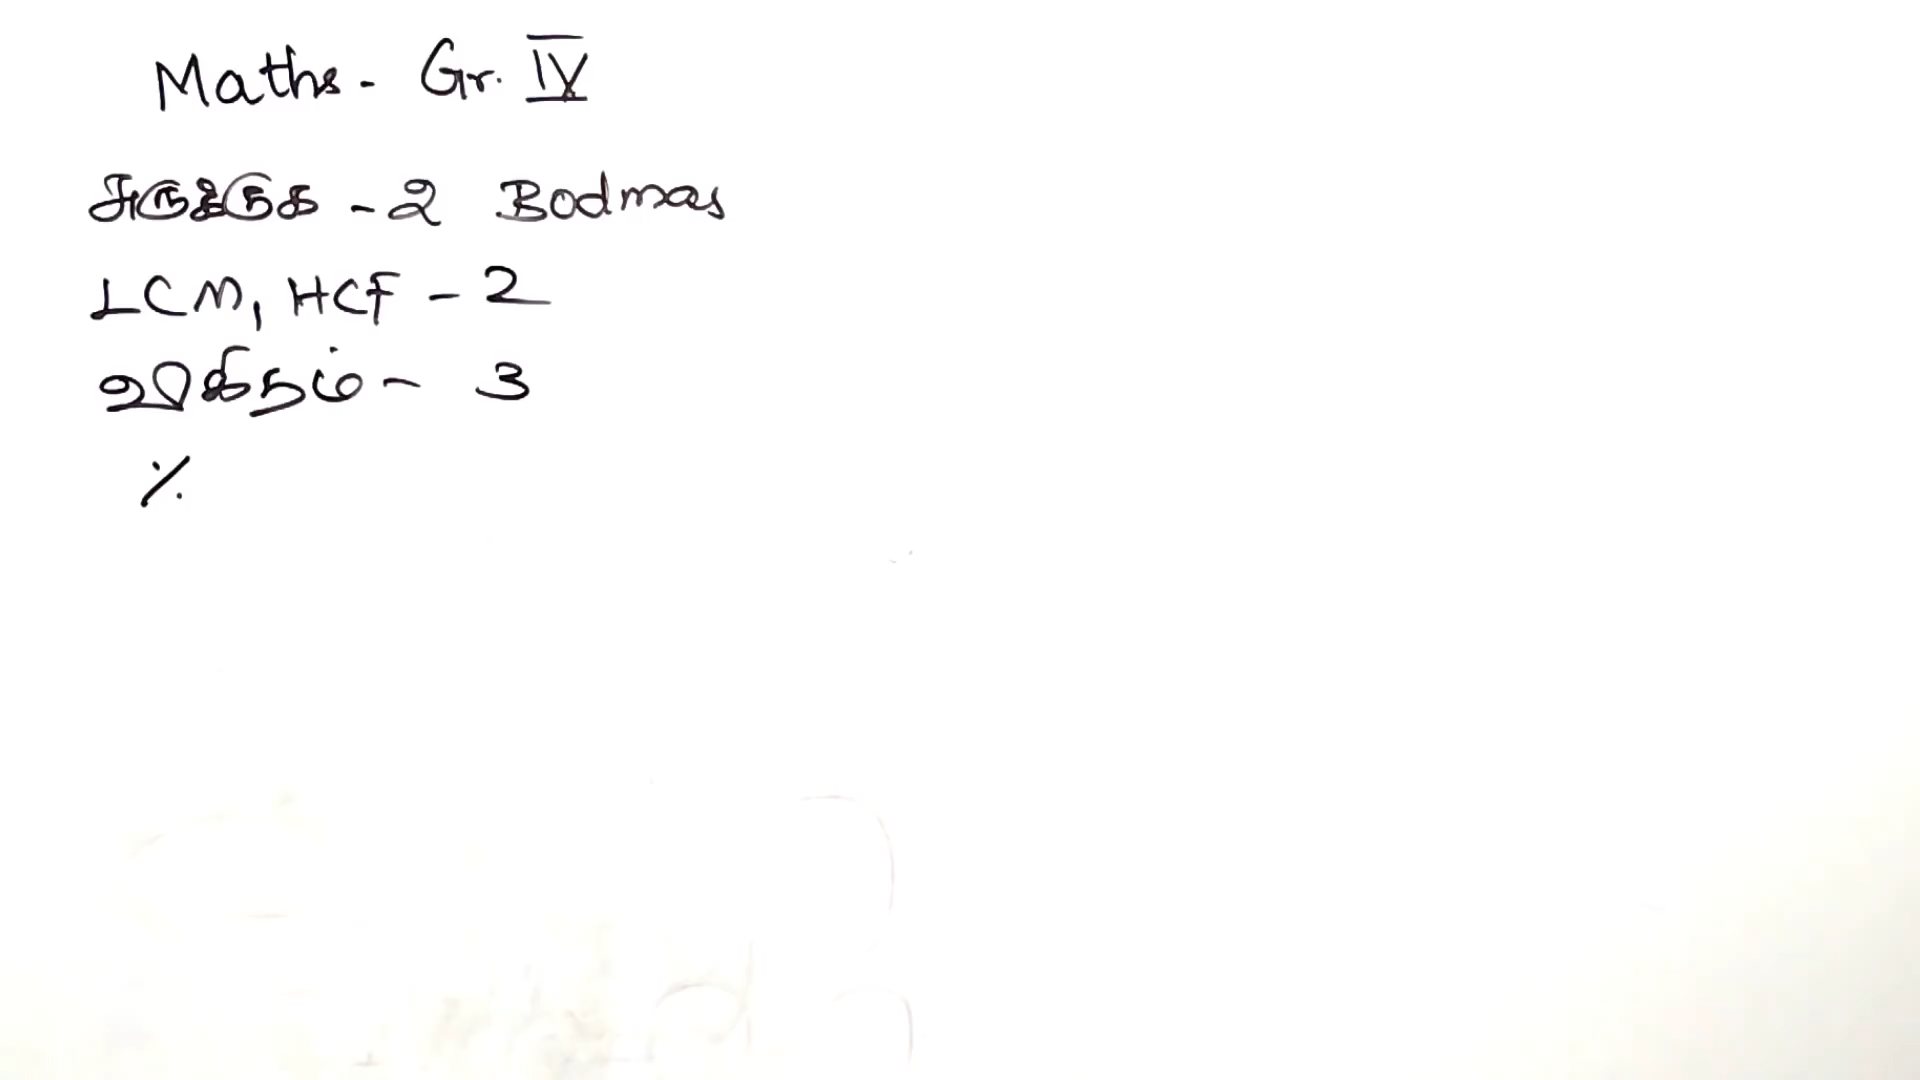 Maths - Gr. IV
சுருக்குக - 2 Bodmas
LCM, HCF - 2
விகிதம் - 3
%